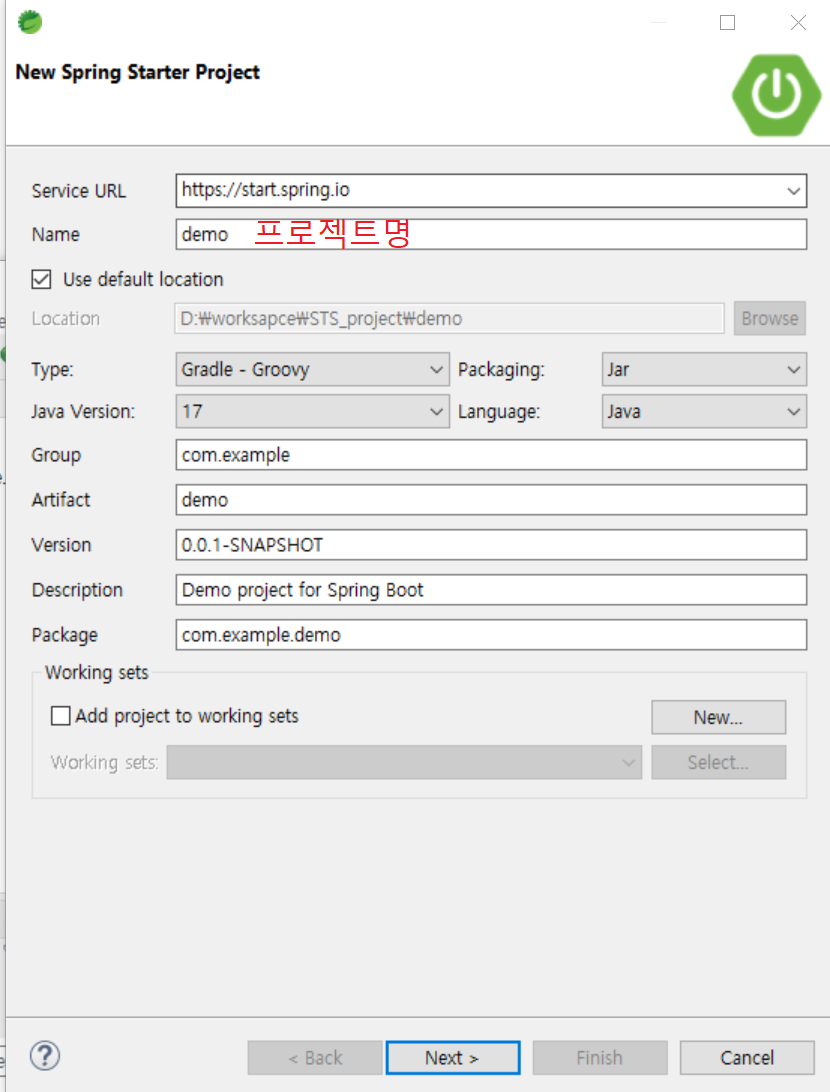 New Spring Starter Project
Service URL https://start.spring.io
Name demo 프로젝트명
Use default location
Location D:₩worksapce₩STS_project₩demo Browse
Type: Gradle - Groovy Packaging: Jar
Java Version: 17 Language: Java
Group com.example
Artifact demo
Version 0.0.1-SNAPSHOT
Description Demo project for Spring Boot
Package com.example.demo
Working sets
Add project to working sets New...
Working sets: Select...
? < Back Next > Finish Cancel